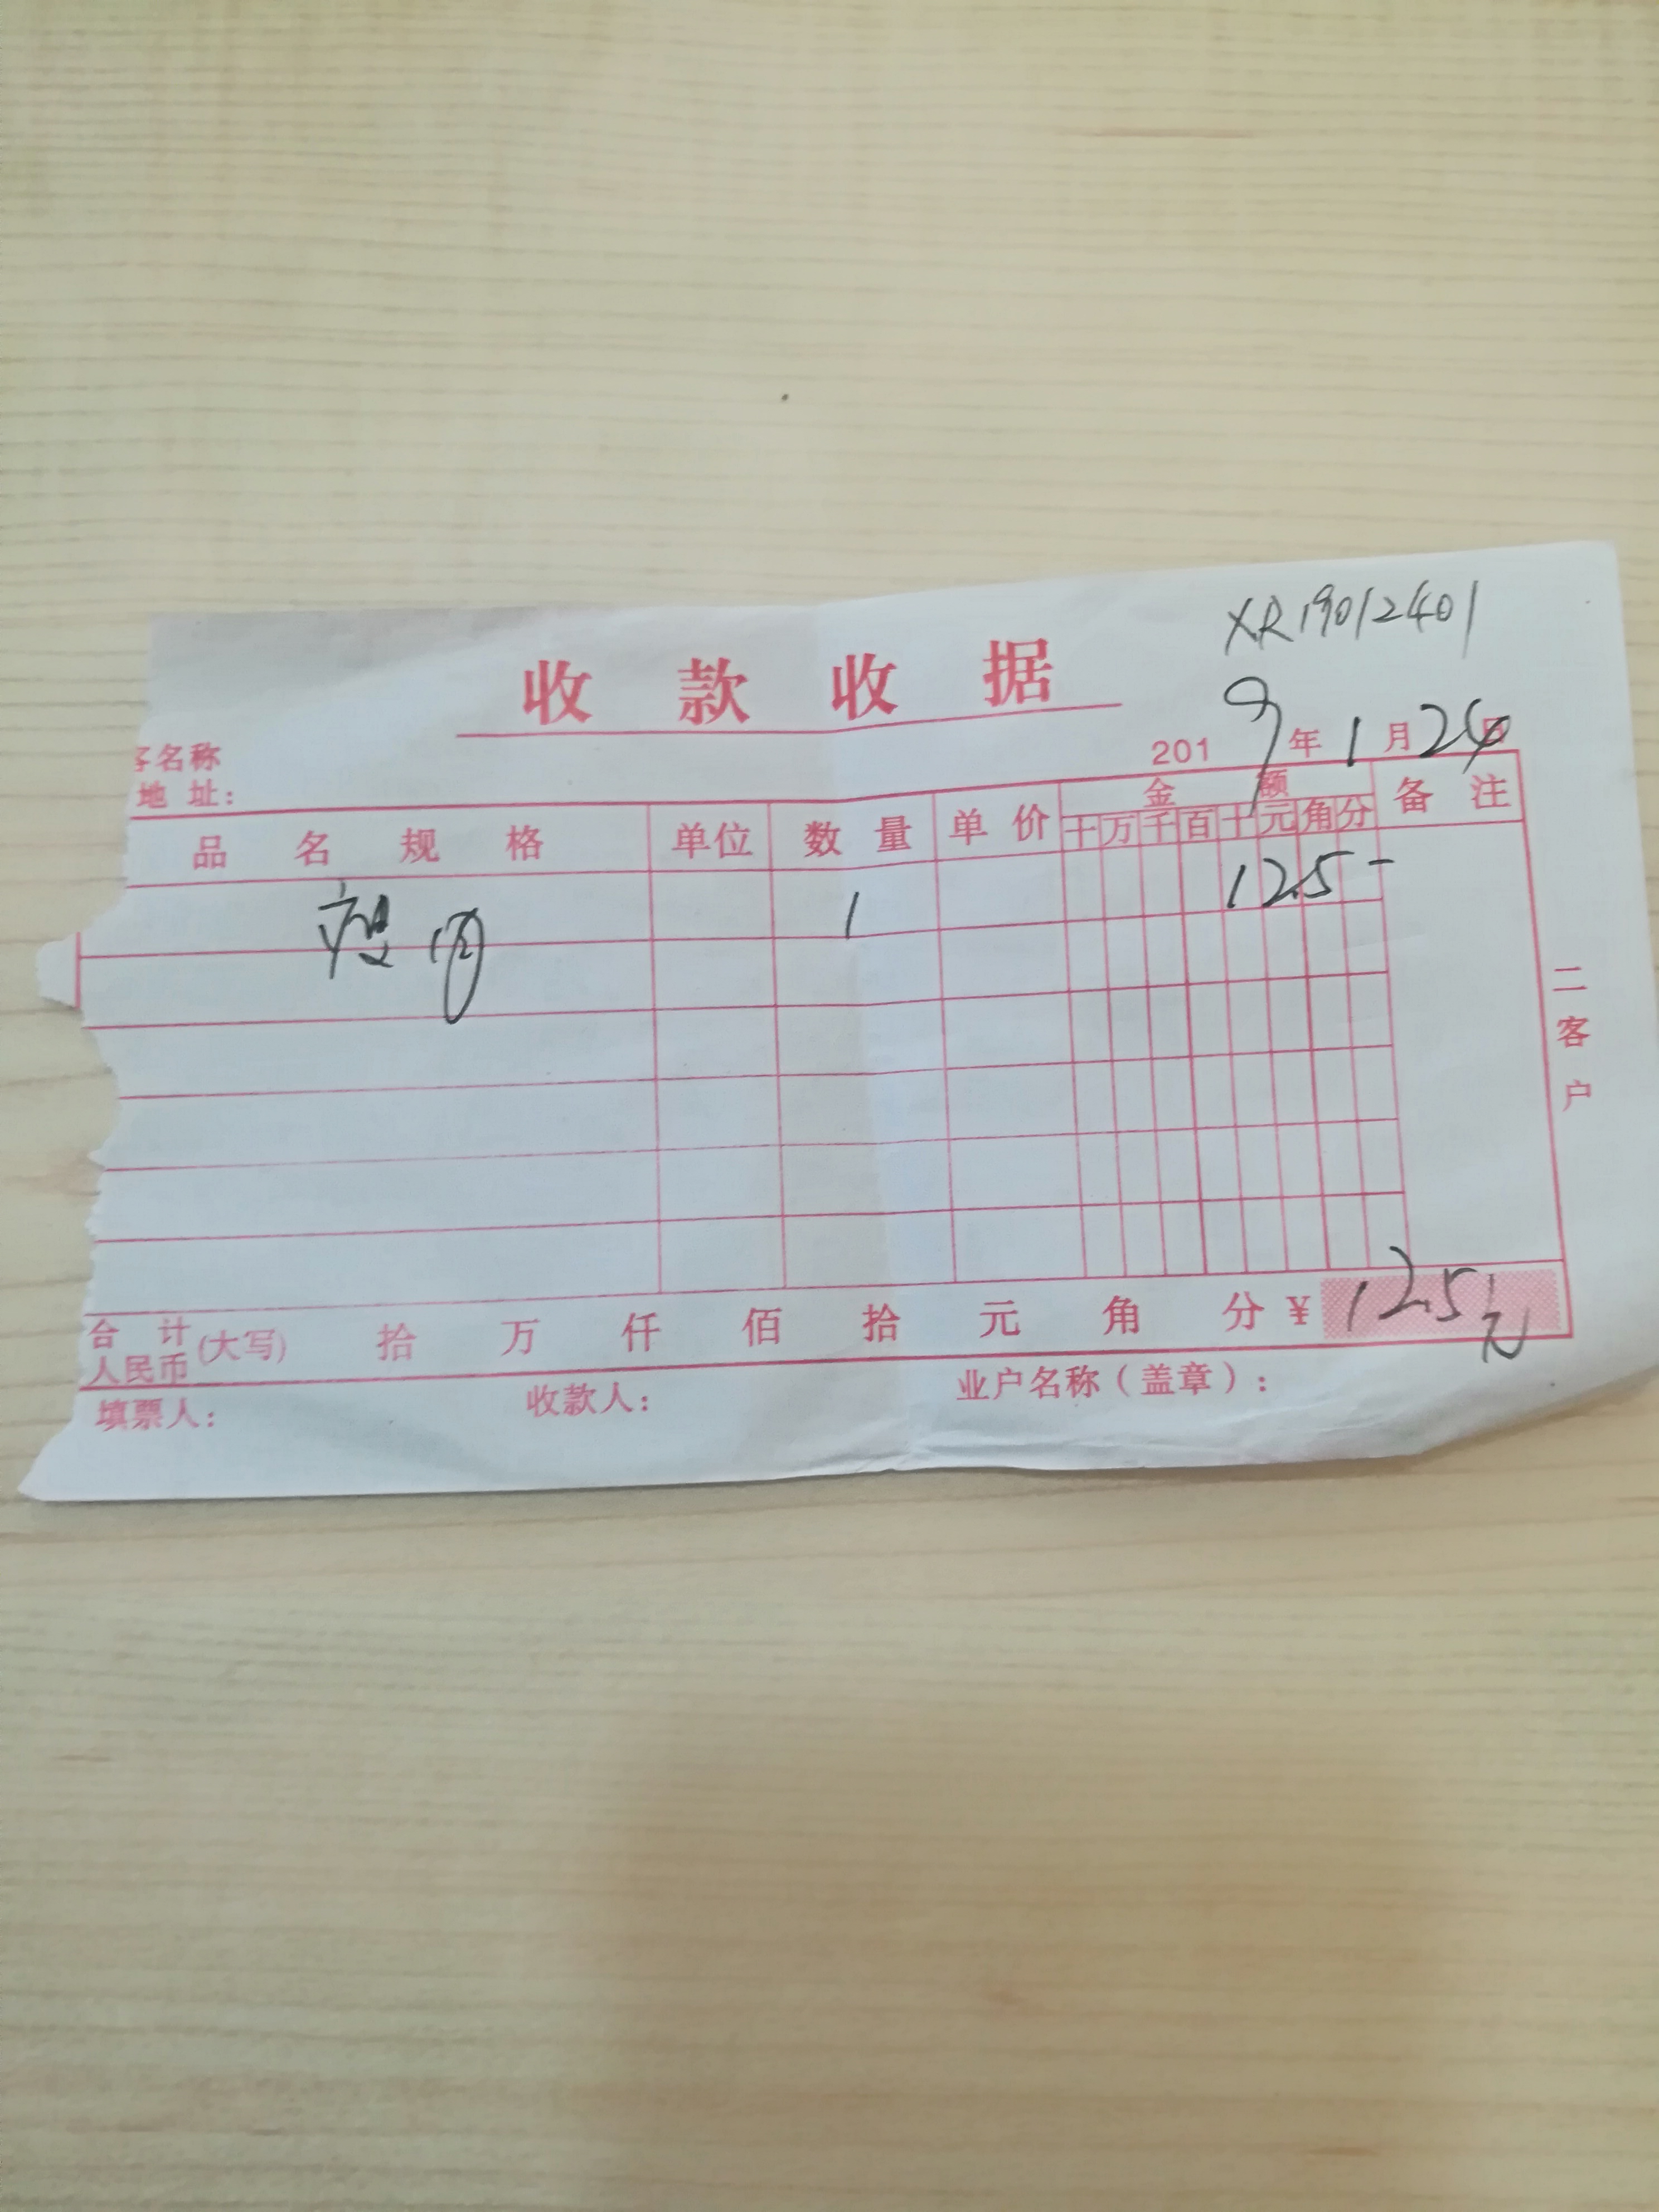 XR19012401
收款收据
2019年1月24日
客名称
地址：
品名规格 单位 数量 单价 金额 备注
十万千百十元角分
1 125-
二客户
合计人民币(大写) 拾 万 仟 佰 拾 元 角 分 ¥ 125元
填票人： 收款人： 业户名称（盖章）：